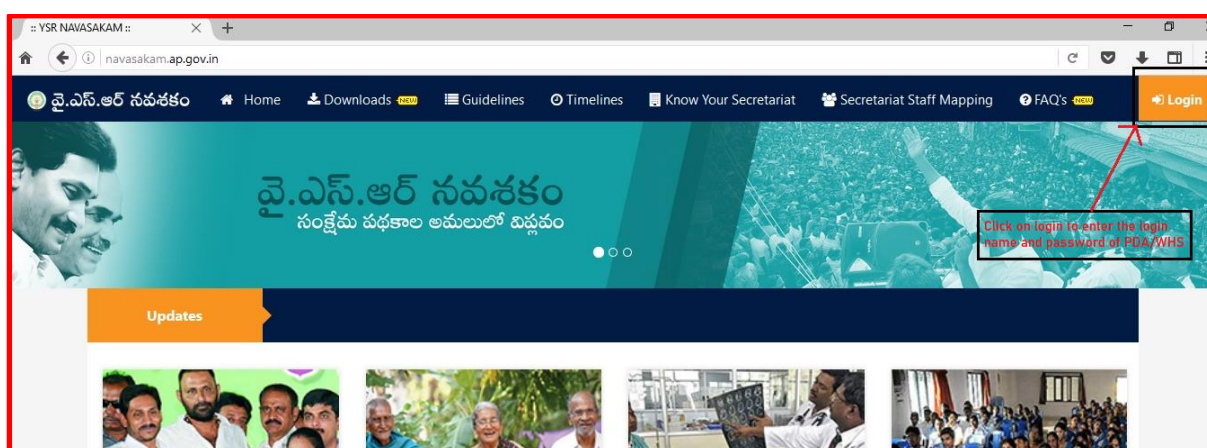 :: YSR NAVASAKAM ::
navasakam.ap.gov.in
వై.ఎస్.ఆర్ నవశకం Home Downloads NEW Guidelines Timelines Know Your Secretariat Secretariat Staff Mapping FAQ's NEW Login
వై.ఎస్.ఆర్ నవశకం
సంక్షేమ పథకాల అమలులో విప్లవం
Click on login to enter the login
name and password of PDA/WHS
Updates